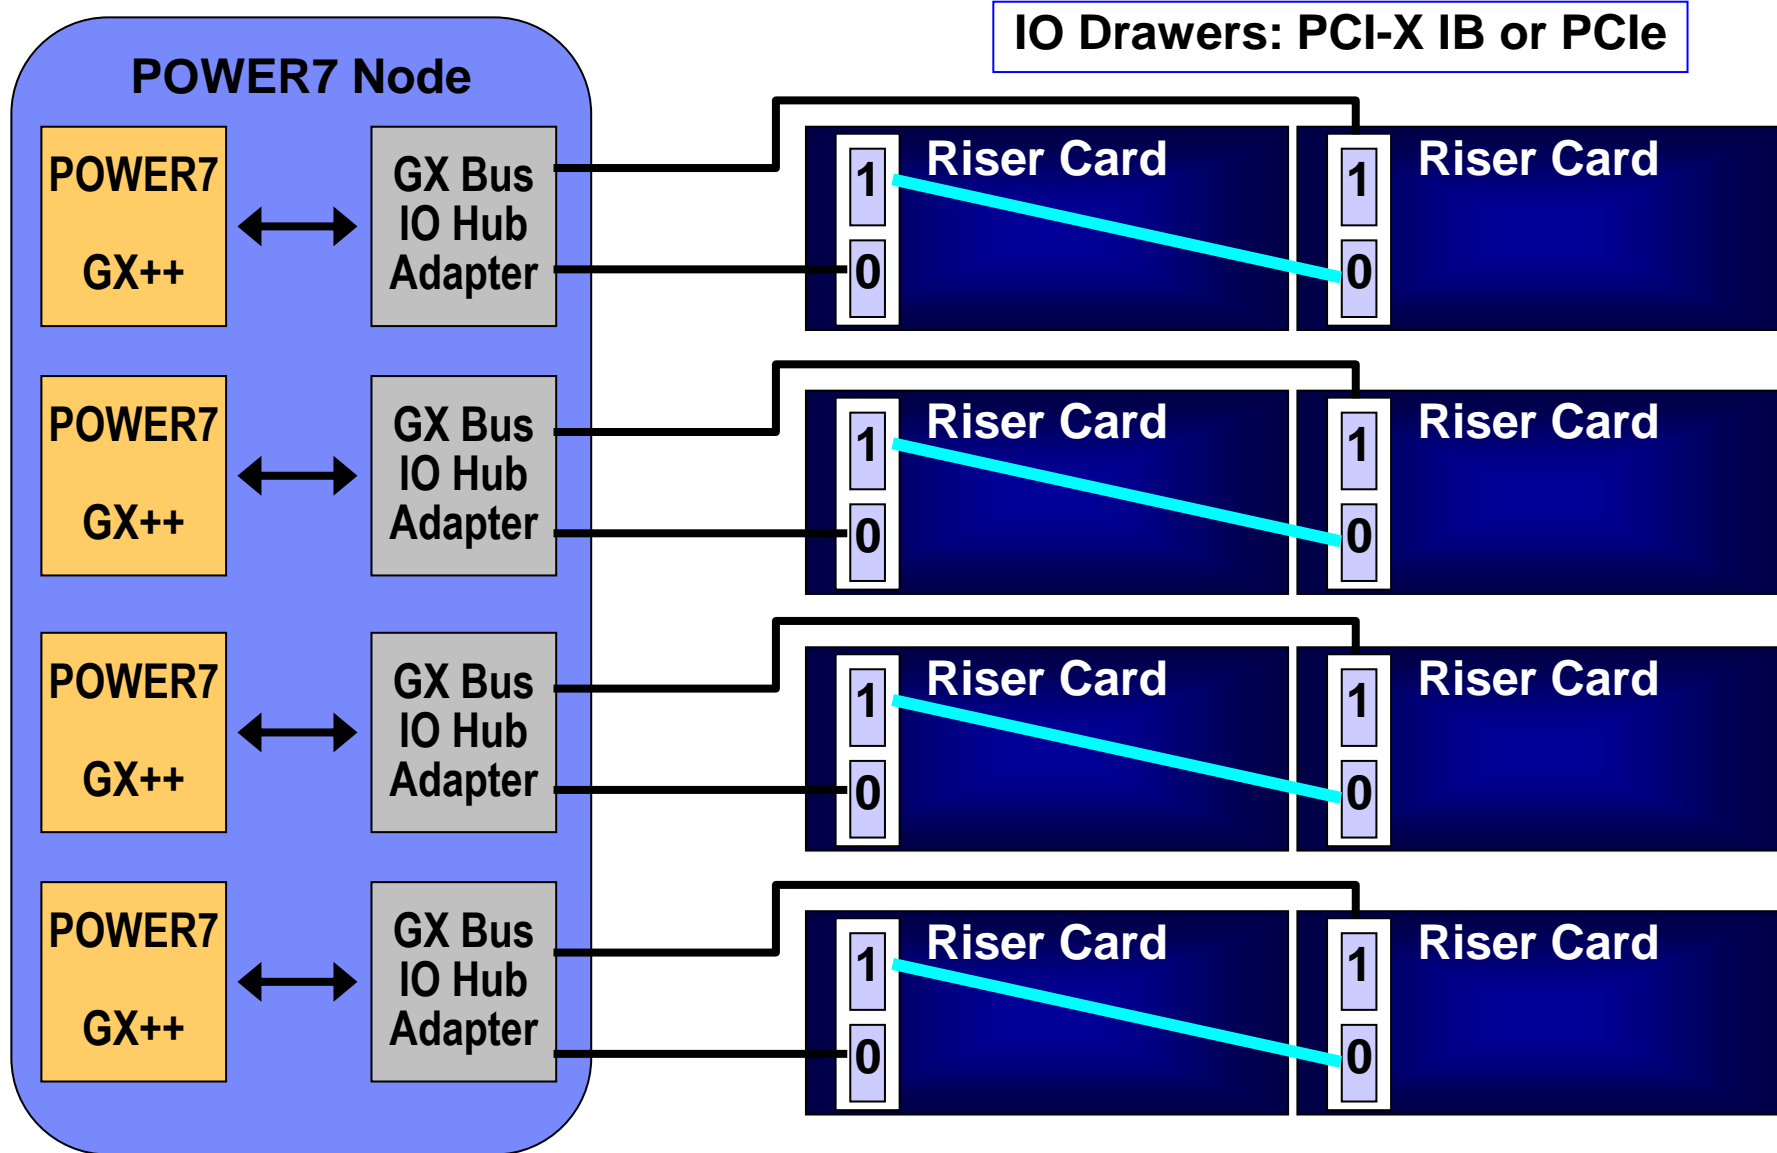 IO Drawers: PCI-X IB or PCIe
POWER7 Node
POWER7
GX++
GX Bus
IO Hub
Adapter
1
0
Riser Card
1
0
Riser Card
POWER7
GX++
GX Bus
IO Hub
Adapter
1
0
Riser Card
1
0
Riser Card
POWER7
GX++
GX Bus
IO Hub
Adapter
1
0
Riser Card
1
0
Riser Card
POWER7
GX++
GX Bus
IO Hub
Adapter
1
0
Riser Card
1
0
Riser Card